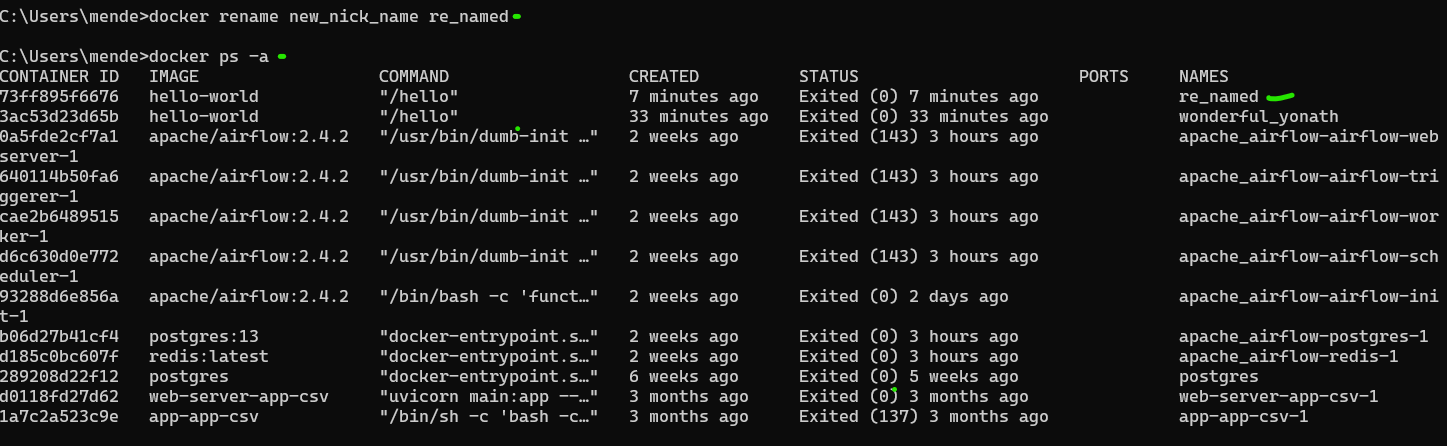 C:\Users\mende>docker rename new_nick_name re_named
C:\Users\mende>docker ps -a
CONTAINER ID   IMAGE                  COMMAND                  CREATED          STATUS                      PORTS     NAMES
73ff895f6676   hello-world            "/hello"                 7 minutes ago    Exited (0) 7 minutes ago              re_named
3ac53d23d65b   hello-world            "/hello"                 33 minutes ago   Exited (0) 33 minutes ago             wonderful_yonath
0a5fde2cf7a1   apache/airflow:2.4.2   "/usr/bin/dumb-init …"   2 weeks ago      Exited (143) 3 hours ago              apache_airflow-airflow-web
server-1
640114b50fa6   apache/airflow:2.4.2   "/usr/bin/dumb-init …"   2 weeks ago      Exited (143) 3 hours ago              apache_airflow-airflow-tri
ggerer-1
cae2b6489515   apache/airflow:2.4.2   "/usr/bin/dumb-init …"   2 weeks ago      Exited (143) 3 hours ago              apache_airflow-airflow-wor
ker-1
d6c630d0e772   apache/airflow:2.4.2   "/usr/bin/dumb-init …"   2 weeks ago      Exited (143) 3 hours ago              apache_airflow-airflow-sch
eduler-1
93288d6e856a   apache/airflow:2.4.2   "/bin/bash -c 'funct…"   2 weeks ago      Exited (0) 2 days ago                 apache_airflow-airflow-ini
t-1
b06d27b41cf4   postgres:13            "docker-entrypoint.s…"   2 weeks ago      Exited (0) 3 hours ago                apache_airflow-postgres-1
d185c0bc607f   redis:latest           "docker-entrypoint.s…"   2 weeks ago      Exited (0) 3 hours ago                apache_airflow-redis-1
289208d22f12   postgres               "docker-entrypoint.s…"   6 weeks ago      Exited (0) 5 weeks ago                postgres
d0118fd27d62   web-server-app-csv     "uvicorn main:app --…"   3 months ago     Exited (0) 3 months ago               web-server-app-csv-1
1a7c2a523c9e   app-app-csv            "/bin/sh -c 'bash -c…"   3 months ago     Exited (137) 3 months ago             app-app-csv-1